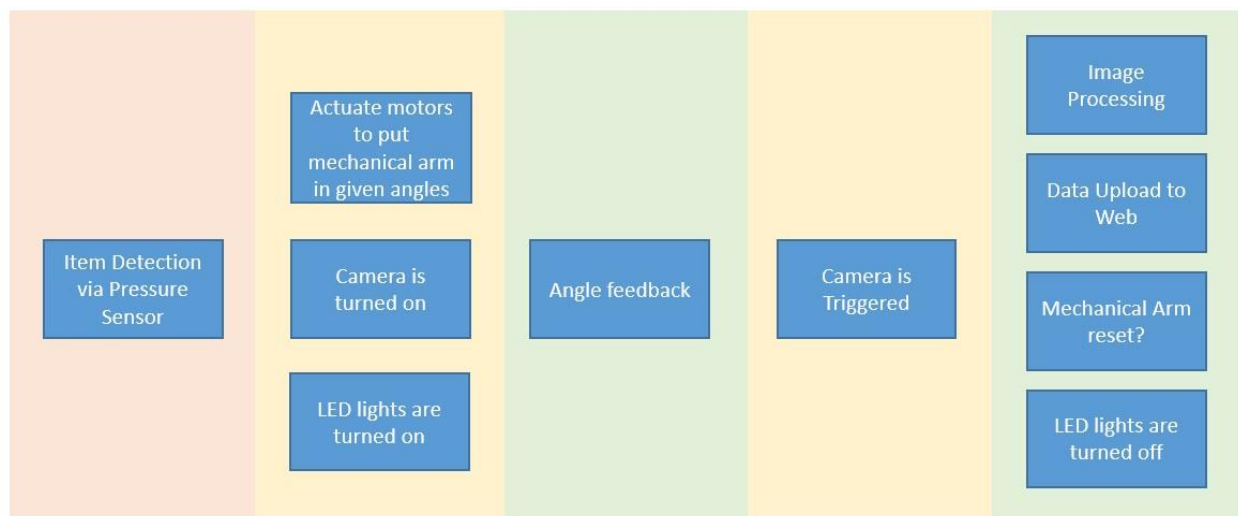 Item Detection
via Pressure
Sensor
Actuate motors
to put
mechanical arm
in given angles
Camera is
turned on
LED lights are
turned on
Angle feedback
Camera is
Triggered
Image
Processing
Data Upload to
Web
Mechanical Arm
reset?
LED lights are
turned off